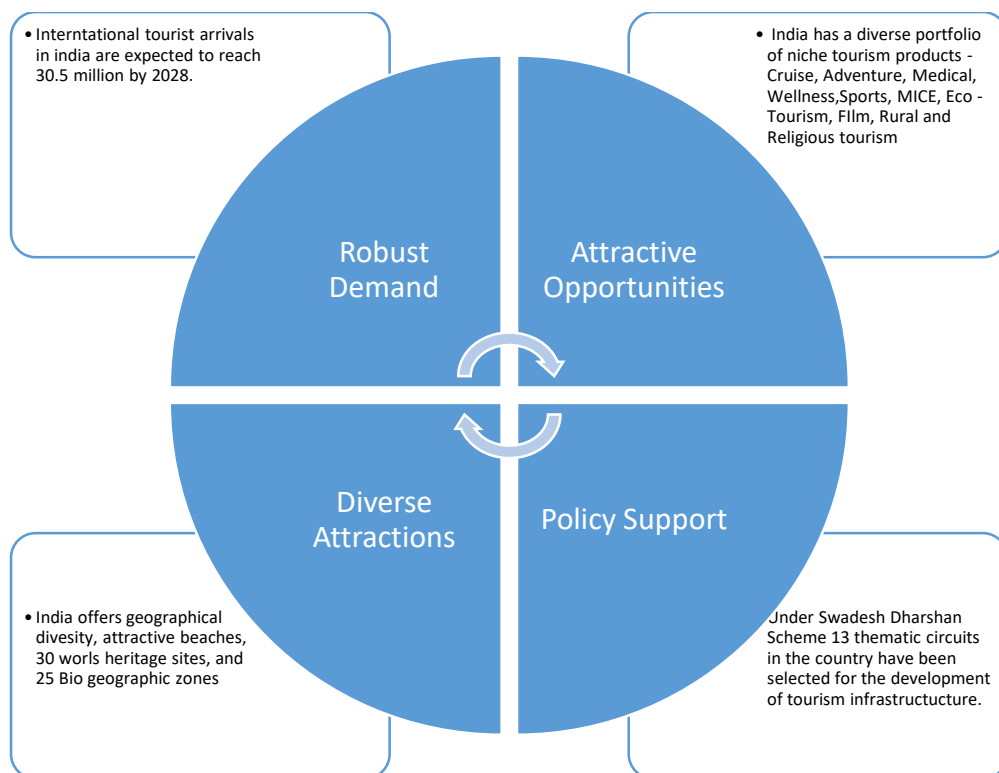 • Interntational tourist arrivals
in india are expected to reach
30.5 million by 2028.
• India has a diverse portfolio
of niche tourism products -
Cruise, Adventure, Medical,
Wellness,Sports, MICE, Eco -
Tourism, FIlm, Rural and
Religious tourism
Robust
Demand
Attractive
Opportunities
Diverse
Attractions
Policy Support
• India offers geographical
divesity, attractive beaches,
30 worls heritage sites, and
25 Bio geographic zones
Under Swadesh Dharshan
Scheme 13 thematic circuits
in the country have been
selected for the development
of tourism infrastructucture.